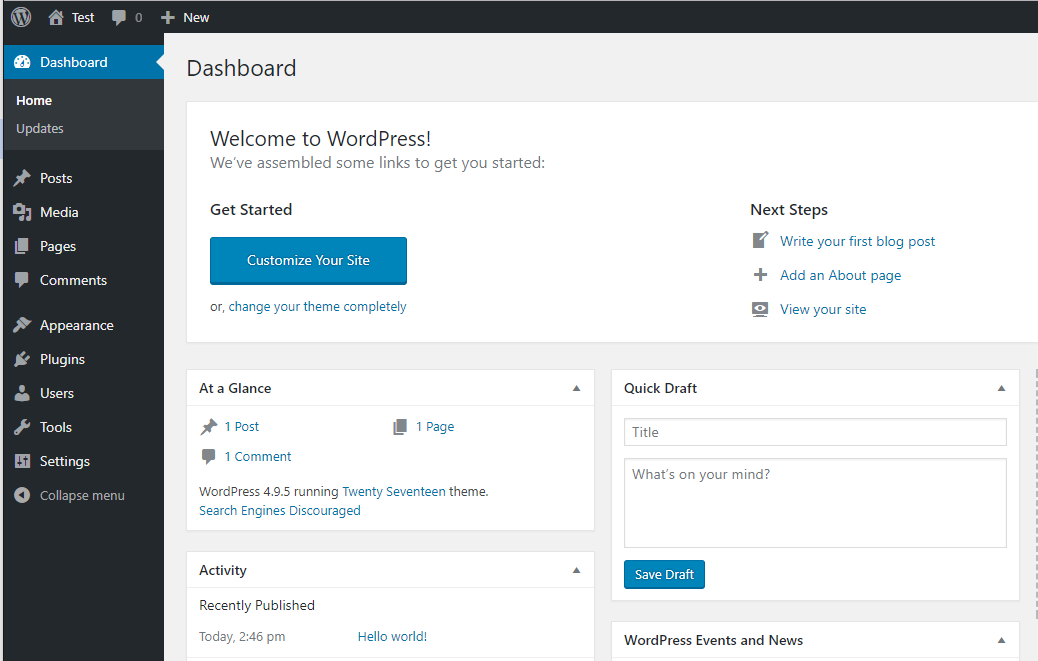 Test 0 New
Dashboard
Home
Updates
Posts
Media
Pages
Comments
Appearance
Plugins
Users
Tools
Settings
Collapse menu
Dashboard
Welcome to WordPress!
We’ve assembled some links to get you started:
Get Started
Customize Your Site
or, change your theme completely
Next Steps
Write your first blog post
Add an About page
View your site
At a Glance
1 Post 1 Page
1 Comment
WordPress 4.9.5 running Twenty Seventeen theme.
Search Engines Discouraged
Activity
Recently Published
Today, 2:46 pm Hello world!
Quick Draft
Title
What’s on your mind?
Save Draft
WordPress Events and News